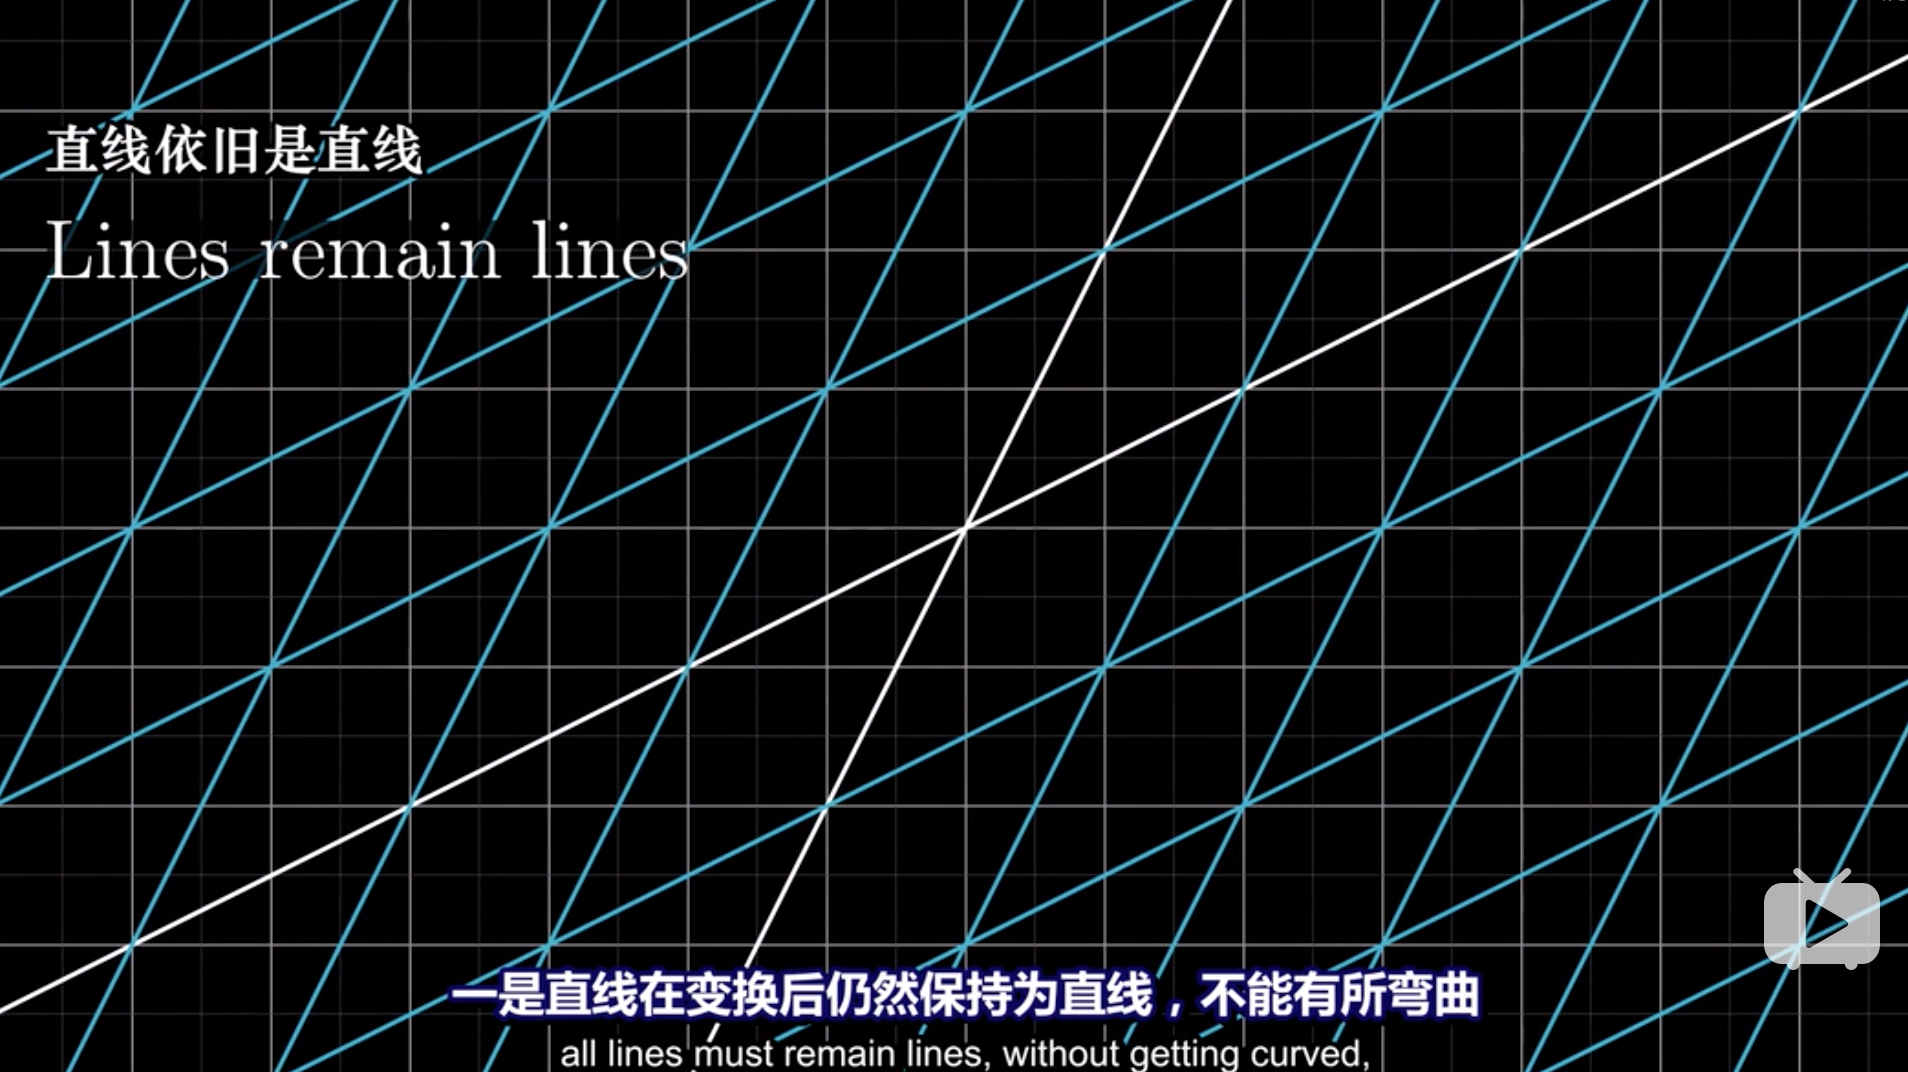 直线依旧是直线
Lines remain lines
一是直线在变换后仍然保持为直线，不能有所弯曲
all lines must remain lines, without getting curved,